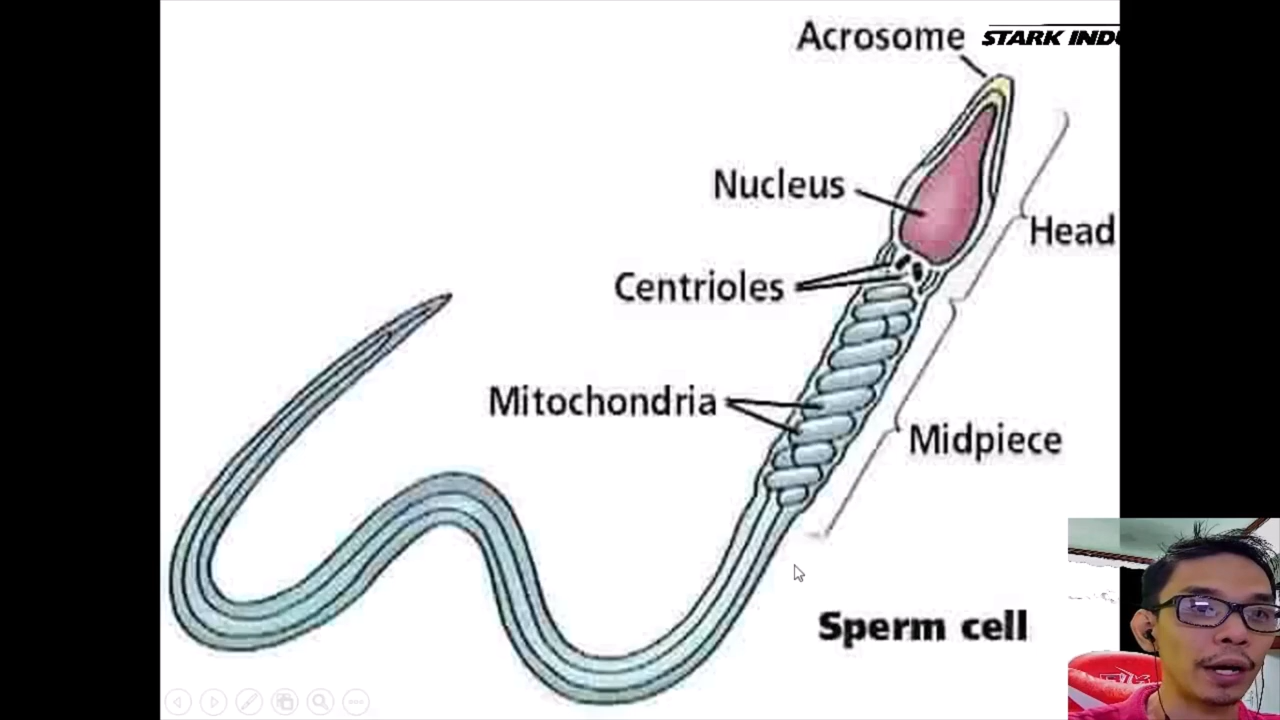 Acrosome
STARK INDU
Nucleus
Head
Centrioles
Mitochondria
Midpiece
Sperm cell